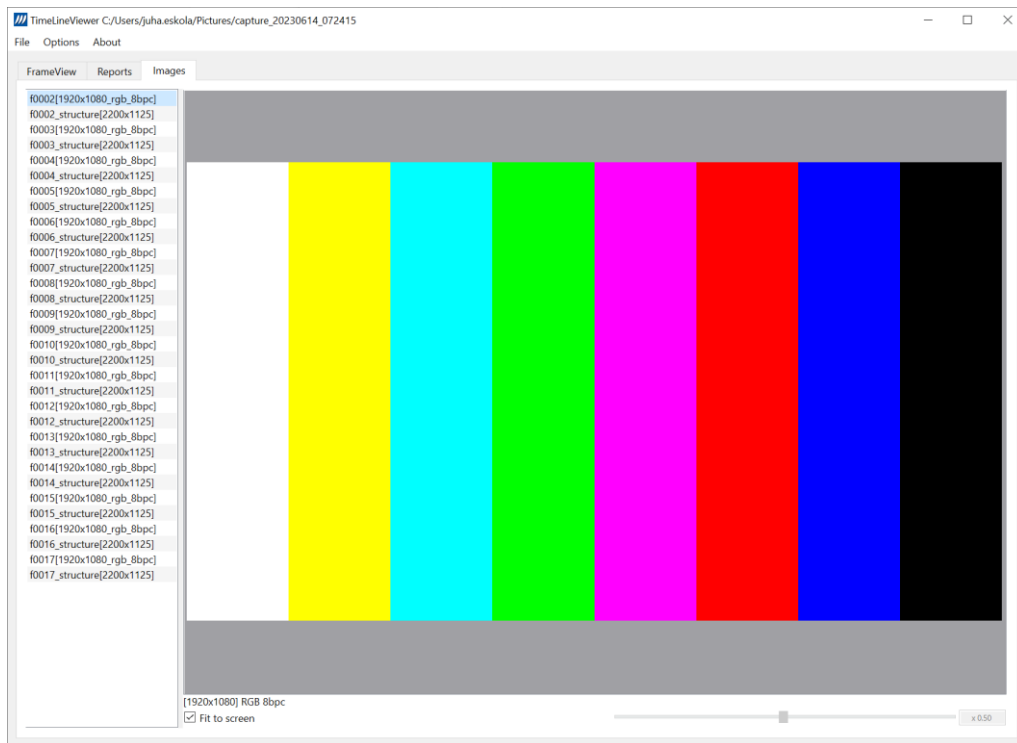 TimeLineViewer C:/Users/juha.eskola/Pictures/capture_20230614_072415
File Options About
FrameView Reports Images
f0002[1920x1080_rgb_8bpc]
f0002_structure[2200x1125]
f0003[1920x1080_rgb_8bpc]
f0003_structure[2200x1125]
f0004[1920x1080_rgb_8bpc]
f0004_structure[2200x1125]
f0005[1920x1080_rgb_8bpc]
f0005_structure[2200x1125]
f0006[1920x1080_rgb_8bpc]
f0006_structure[2200x1125]
f0007[1920x1080_rgb_8bpc]
f0007_structure[2200x1125]
f0008[1920x1080_rgb_8bpc]
f0008_structure[2200x1125]
f0009[1920x1080_rgb_8bpc]
f0009_structure[2200x1125]
f0010[1920x1080_rgb_8bpc]
f0010_structure[2200x1125]
f0011[1920x1080_rgb_8bpc]
f0011_structure[2200x1125]
f0012[1920x1080_rgb_8bpc]
f0012_structure[2200x1125]
f0013[1920x1080_rgb_8bpc]
f0013_structure[2200x1125]
f0014[1920x1080_rgb_8bpc]
f0014_structure[2200x1125]
f0015[1920x1080_rgb_8bpc]
f0015_structure[2200x1125]
f0016[1920x1080_rgb_8bpc]
f0016_structure[2200x1125]
f0017[1920x1080_rgb_8bpc]
f0017_structure[2200x1125]
[1920x1080] RGB 8bpc
Fit to screen
x 0.50